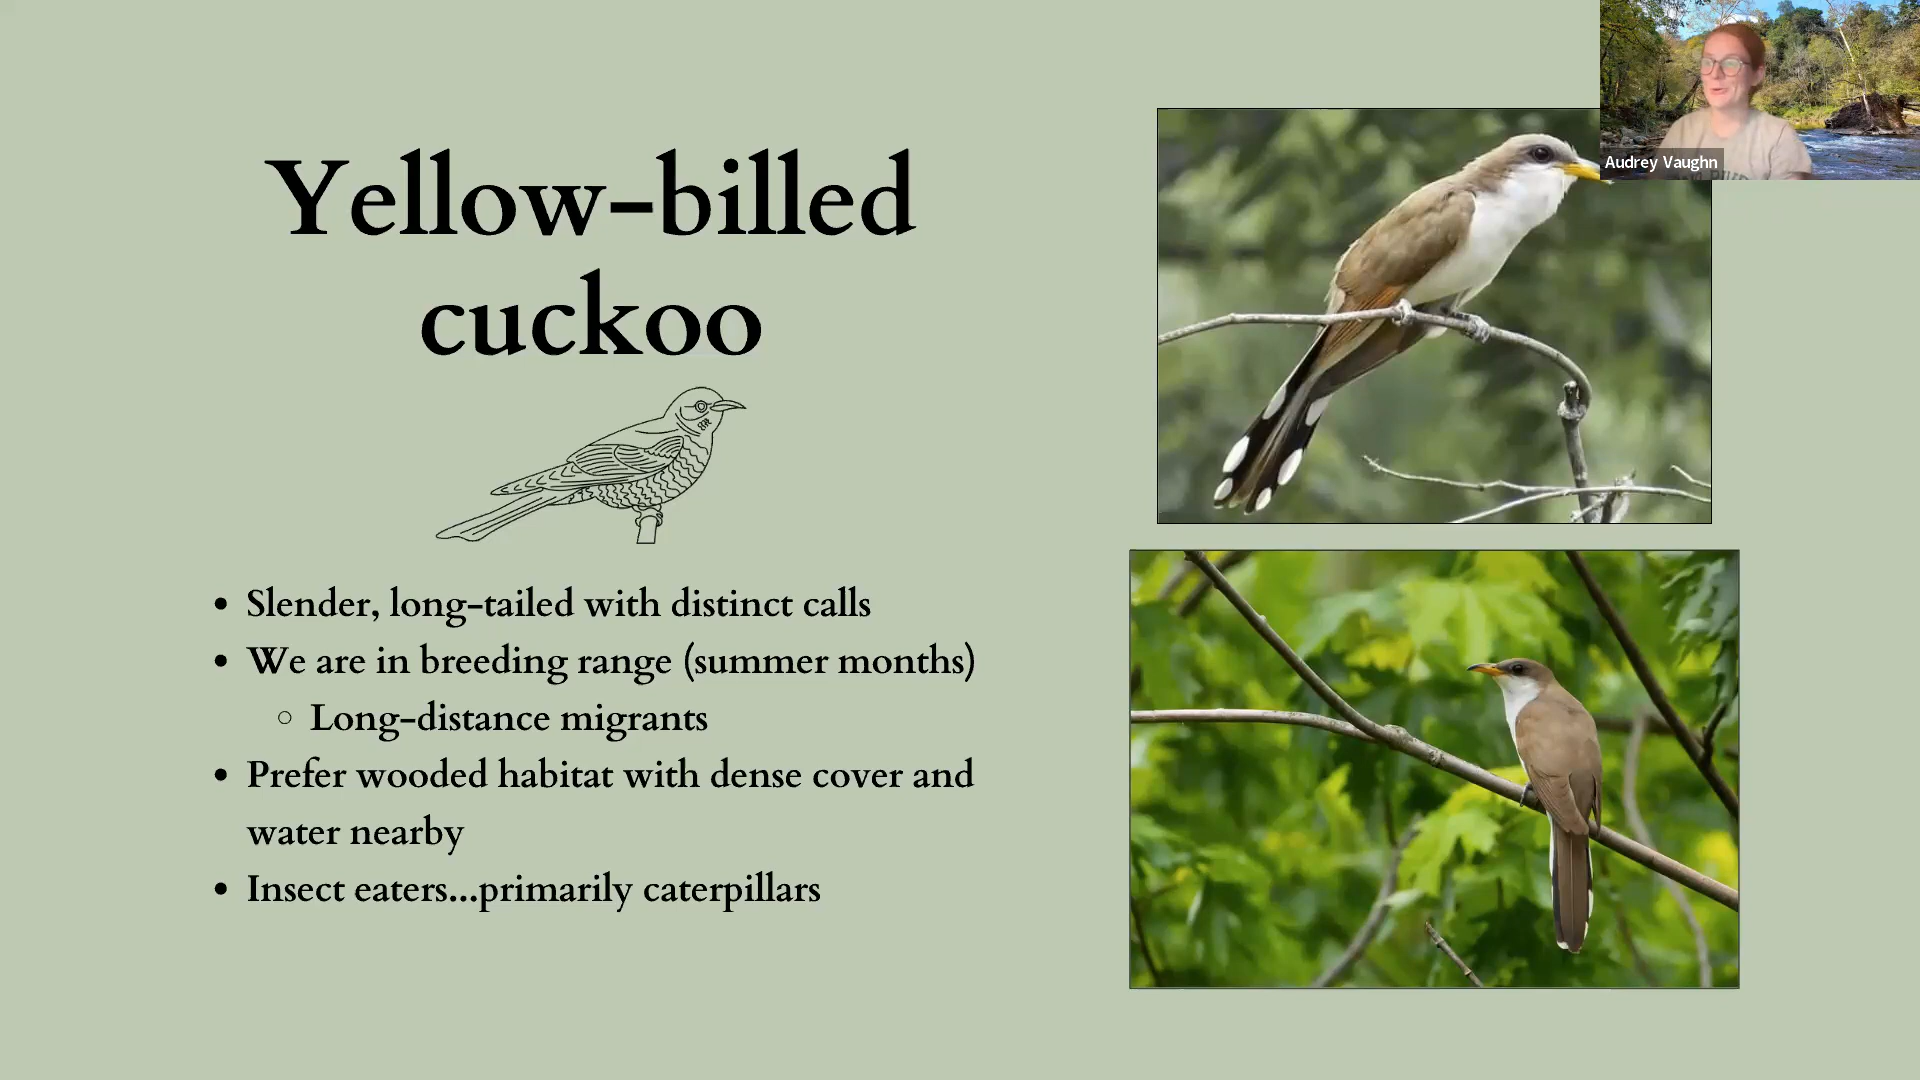 Yellow-billed
cuckoo
• Slender, long-tailed with distinct calls
• We are in breeding range (summer months)
○ Long-distance migrants
• Prefer wooded habitat with dense cover and
water nearby
• Insect eaters...primarily caterpillars
Audrey Vaughn